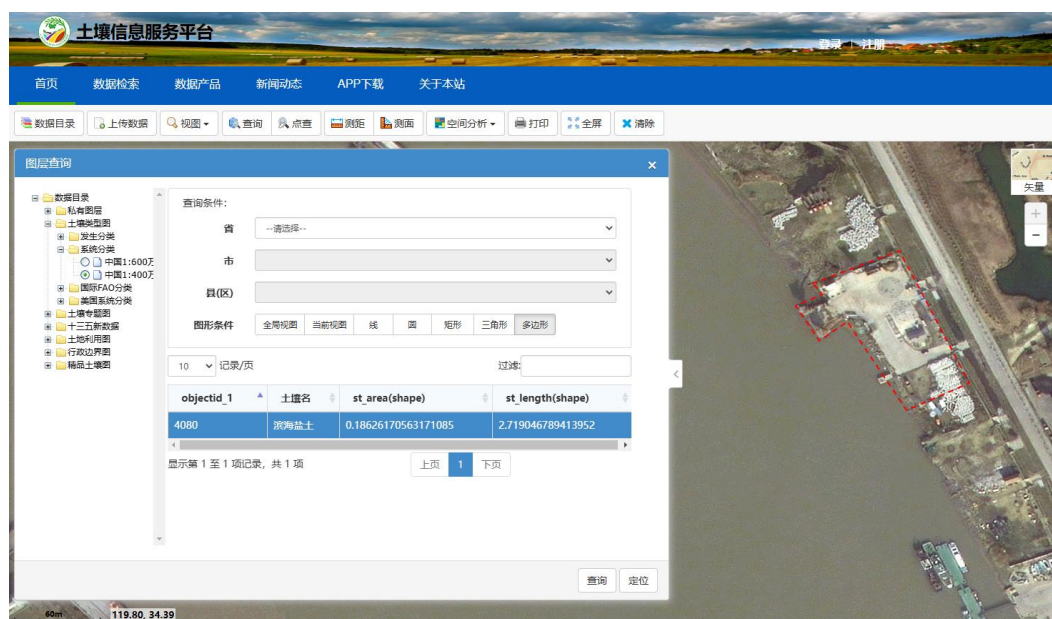 土壤信息服务平台
登录 | 注册
首页 数据检索 数据产品 新闻动态 APP下载 关于本站
数据目录 上传数据 视图 查询 点查 测距 测面 空间分析 打印 全屏 清除
图层查询 ×
矢量
+
−
数据目录
私有图层
土壤类型图
发生分类
系统分类
中国1:600万
中国1:400万
国际FAO分类
美国系统分类
土壤专题图
十三五新数据
土地利用图
行政边界图
精品土壤图
查询条件:
省 --请选择--
市
县(区)
图形条件 全局视图 当前视图 线 圆 矩形 三角形 多边形
10 记录/页 过滤:
objectid_1 土壤名 st_area(shape) st_length(shape)
4080 滨海盐土 0.18626170563171085 2.719046789413952
显示第 1 至 1 项记录，共 1 项 上页 1 下页
查询 定位
60m 119.80, 34.39